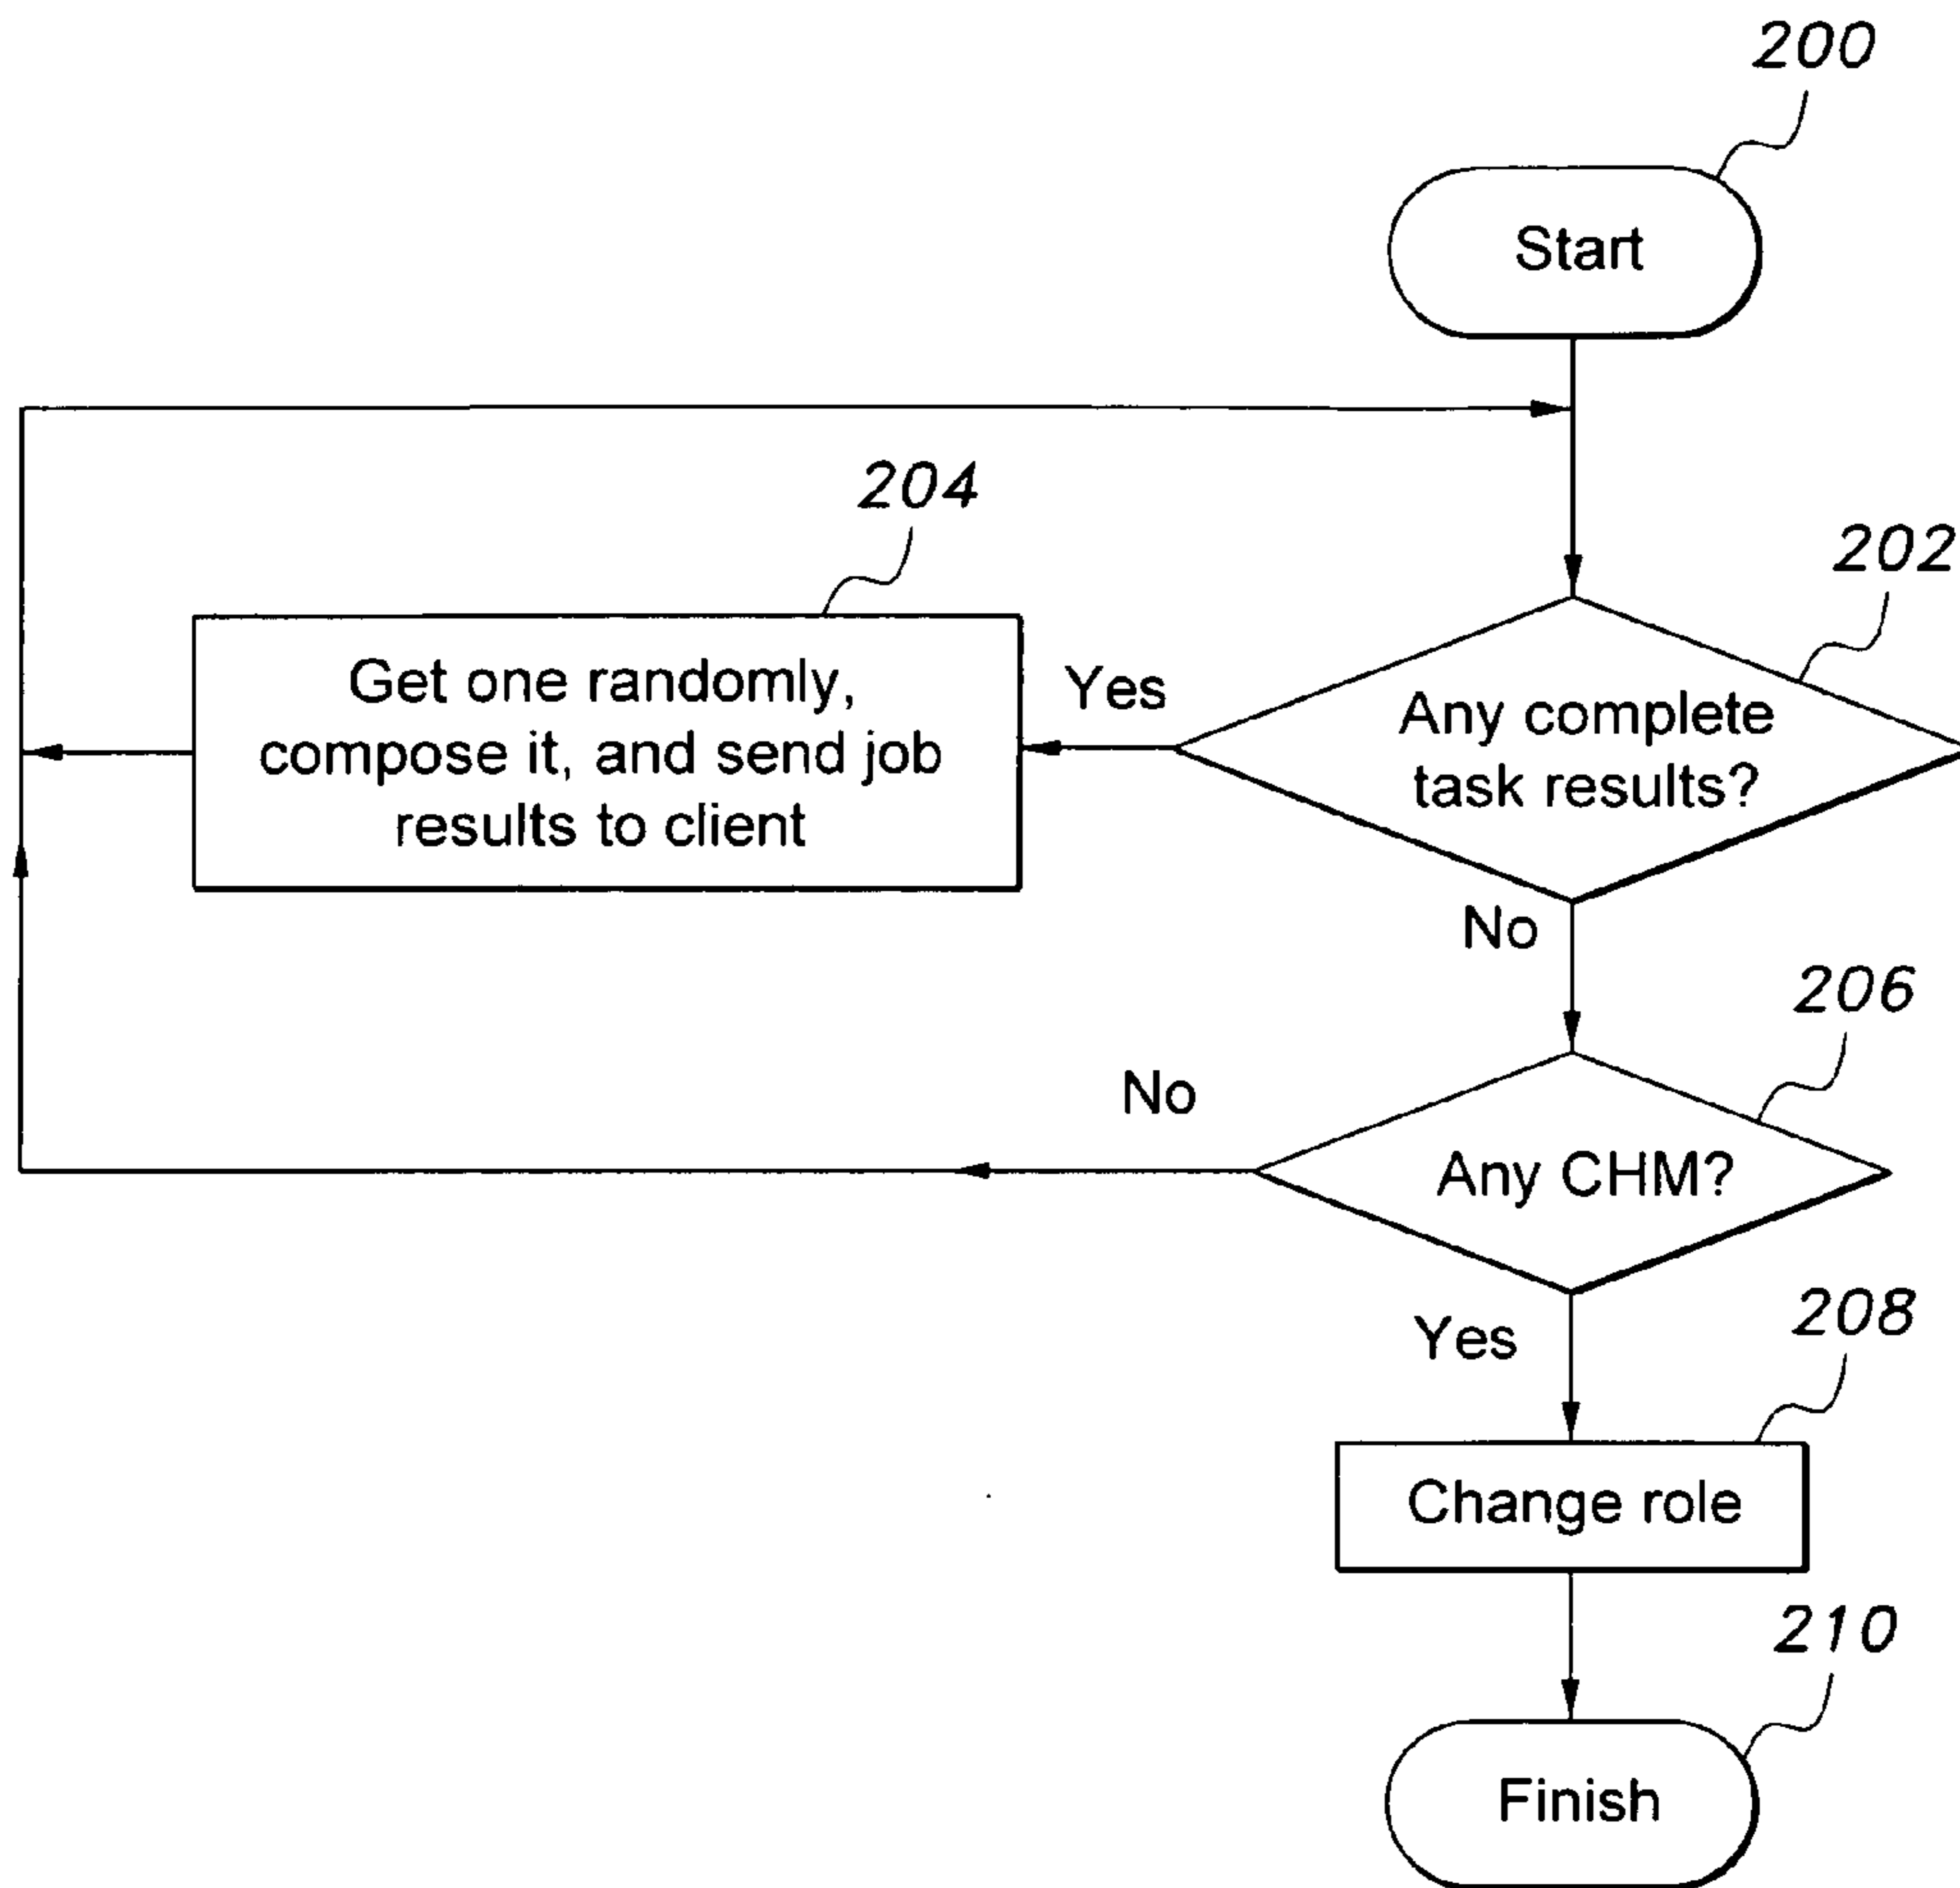 200
Start
204
202
Get one randomly,
compose it, and send job
results to client
Yes
Any complete
task results?
No
206
No
Any CHM?
208
Yes
Change role
210
Finish